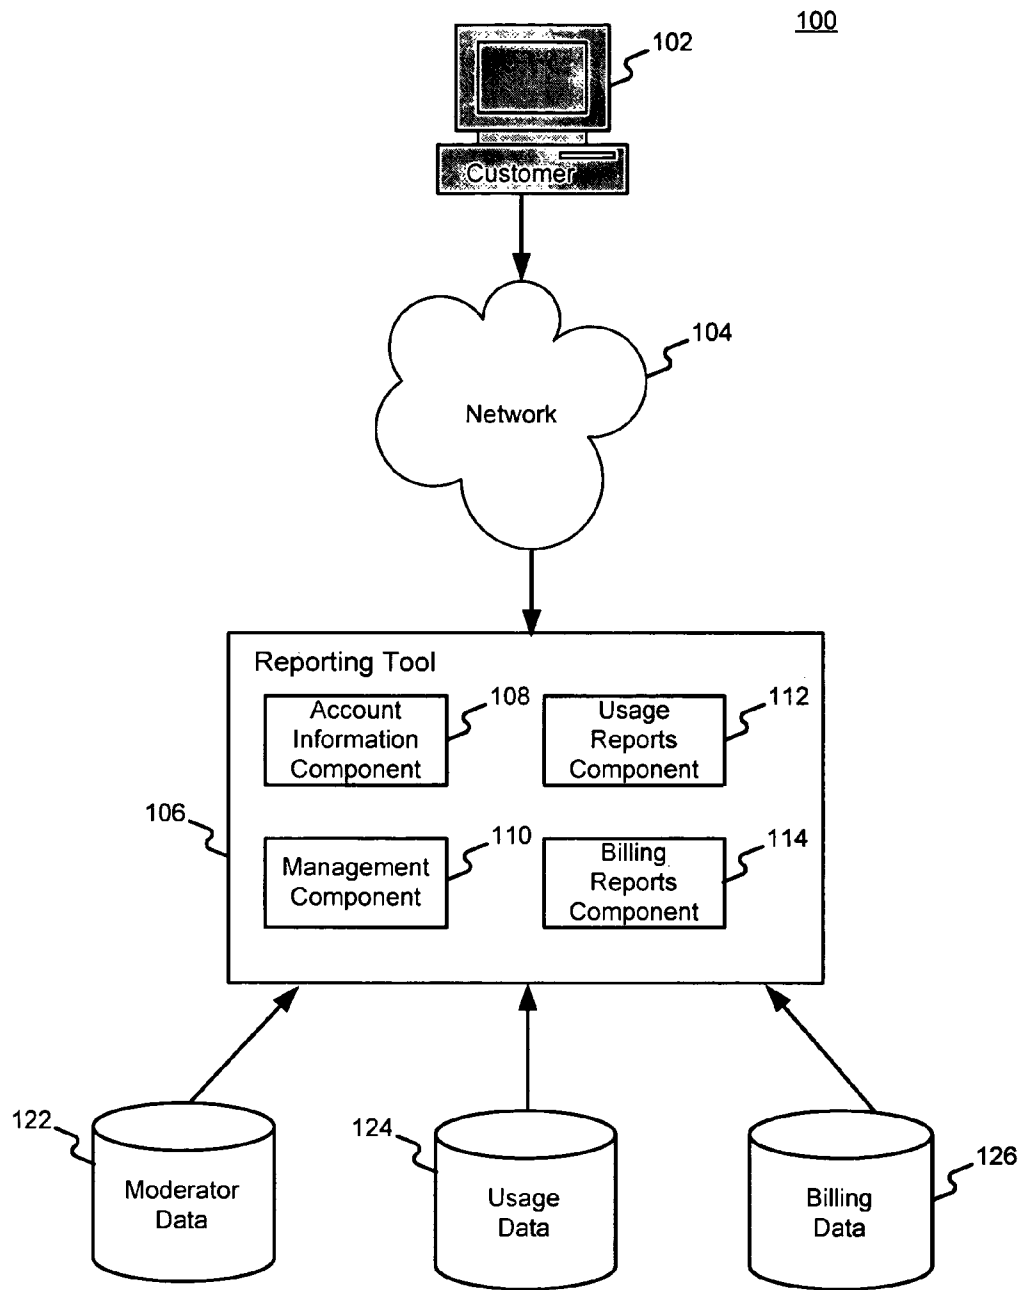 100
102
Customer
104
Network
Reporting Tool
108
Account
Information
Component
112
Usage
Reports
Component
106
110
Management
Component
114
Billing
Reports
Component
122
Moderator
Data
124
Usage
Data
126
Billing
Data